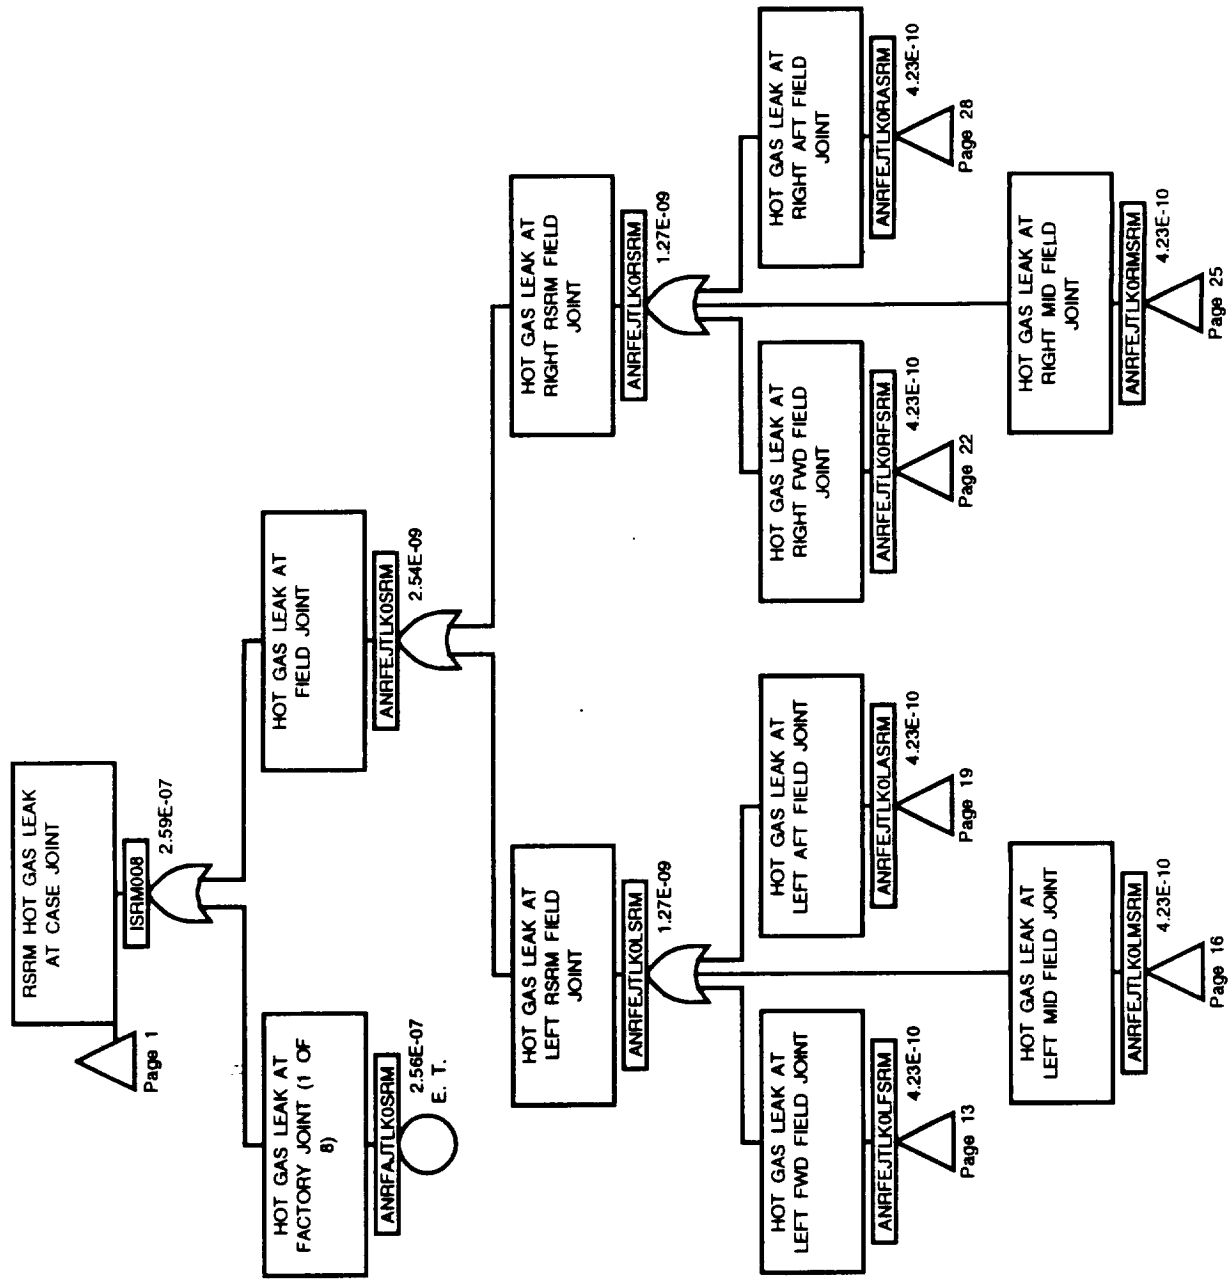 RSRM HOT GAS LEAK
AT CASE JOINT
ISRM008
2.59E-07
Page 1
HOT GAS LEAK AT
FACTORY JOINT (1 OF
8)
ANRFAJTLK0SRM
2.56E-07
E. T.
HOT GAS LEAK AT
FIELD JOINT
ANRFEJTLK0SRM
2.54E-09
HOT GAS LEAK AT
LEFT RSRM FIELD
JOINT
ANRFEJTLK0LSRM
1.27E-09
HOT GAS LEAK AT
RIGHT RSRM FIELD
JOINT
ANRFEJTLK0RSRM
1.27E-09
HOT GAS LEAK AT
LEFT FWD FIELD JOINT
ANRFEJTLK0LFSRM
4.23E-10
Page 13
HOT GAS LEAK AT
LEFT AFT FIELD JOINT
ANRFEJTLK0LASRM
4.23E-10
Page 19
HOT GAS LEAK AT
RIGHT FWD FIELD
JOINT
ANRFEJTLK0RFSRM
4.23E-10
Page 22
HOT GAS LEAK AT
RIGHT AFT FIELD
JOINT
ANRFEJTLK0RASRM
4.23E-10
Page 28
HOT GAS LEAK AT
LEFT MID FIELD JOINT
ANRFEJTLK0LMSRM
4.23E-10
Page 16
HOT GAS LEAK AT
RIGHT MID FIELD
JOINT
ANRFEJTLK0RMSRM
4.23E-10
Page 25